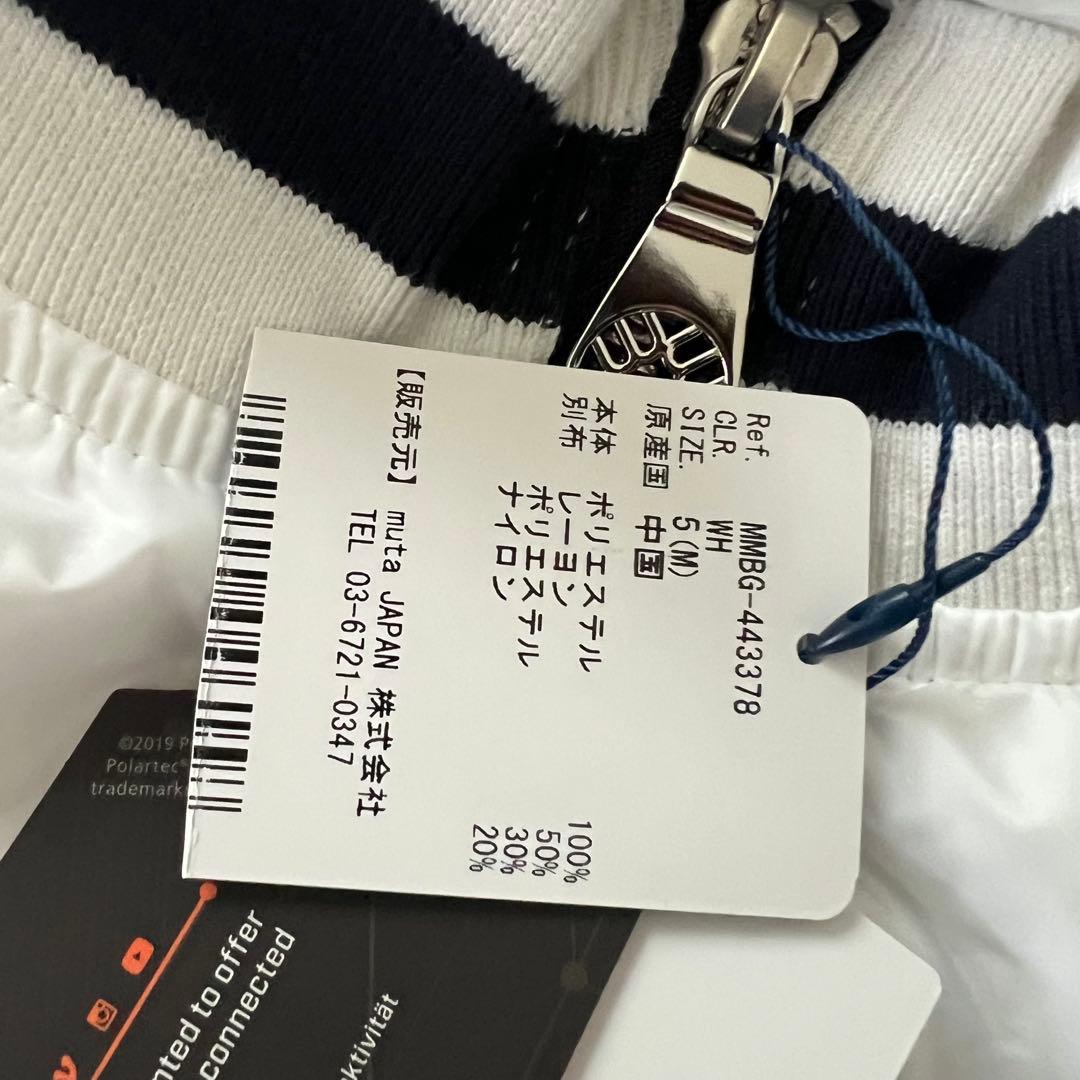 Ref. MMBG-443378
CLR. WH
SIZE. 5(M)
原産国 中国
本体 ポリエステル 100%
別布 レーヨン 50%
ポリエステル 30%
ナイロン 20%
【販売元】 muta JAPAN 株式会社
TEL 03-6721-0347
©2019
Polartec®
to offer
connected